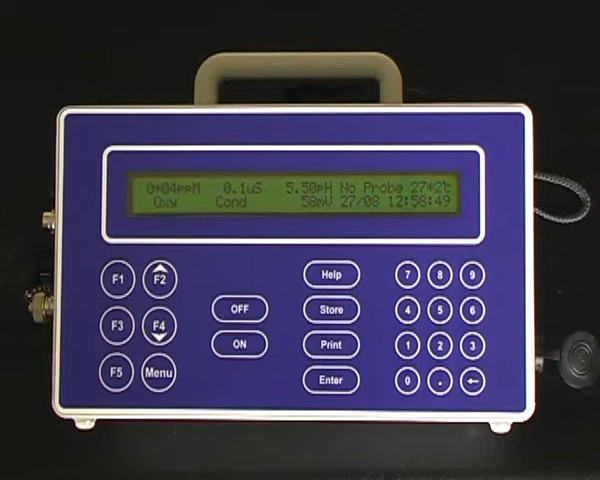 0*04ppM 0.1uS 5.50pH No Probe 27*2℃
Oxy Cond 58mV 27/08 12:58:49
F1 F2 Help 7 8 9
OFF Store 4 5 6
F3 F4 ON Print 1 2 3
F5 Menu Enter 0 . ←